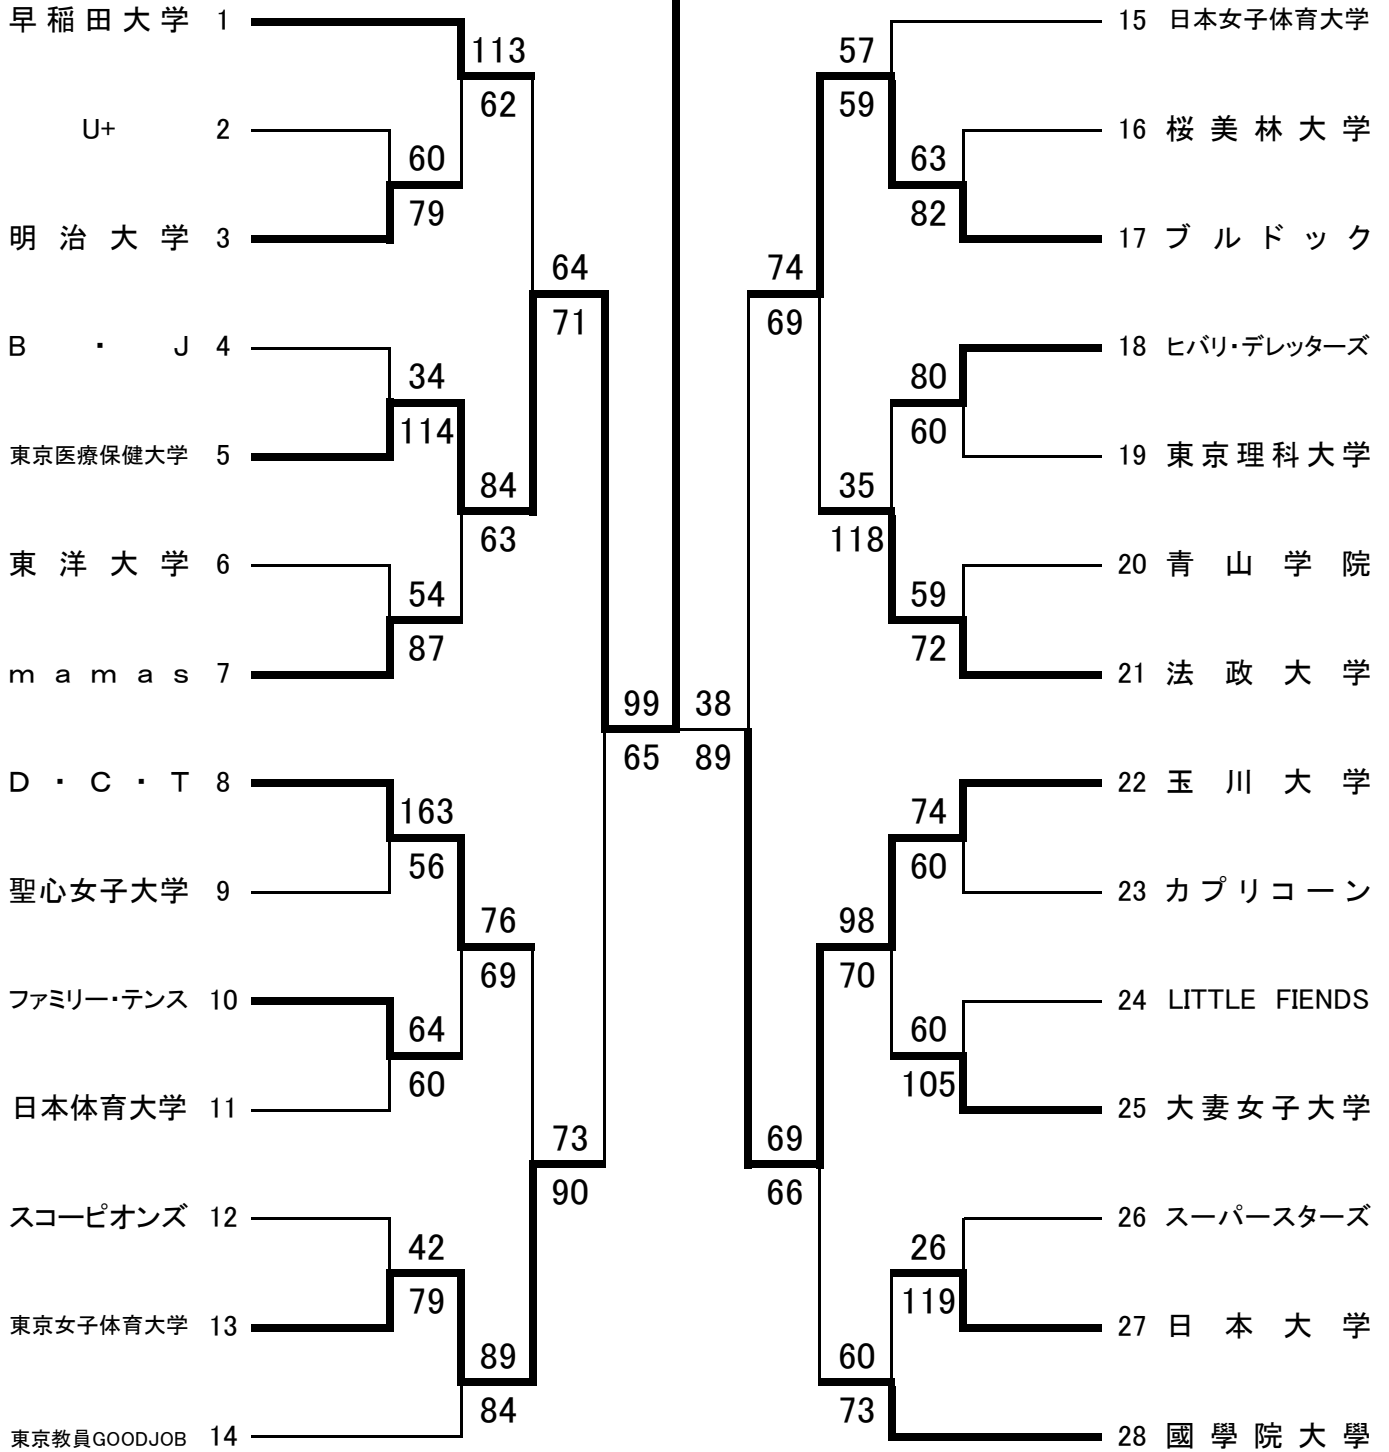 早稲田大学 1
113
62
U+ 2
60
79
明治大学 3
64
71
B・J 4
34
114
東京医療保健大学 5
84
63
東洋大学 6
54
87
mamas 7
99
65
D・C・T 8
163
56
聖心女子大学 9
76
69
ファミリー・テンス 10
64
60
日本体育大学 11
73
90
スコーピオンズ 12
42
79
東京女子体育大学 13
89
84
東京教員GOODJOB 14
15 日本女子体育大学
57
59
16 桜美林大学
63
82
17 ブルドック
74
69
18 ヒバリ・デレッターズ
80
60
19 東京理科大学
35
118
20 青山学院
59
72
21 法政大学
38
89
22 玉川大学
74
60
23 カプリコーン
98
70
24 LITTLE FIENDS
60
105
25 大妻女子大学
69
66
26 スーパースターズ
26
119
27 日本大学
60
73
28 國學院大學